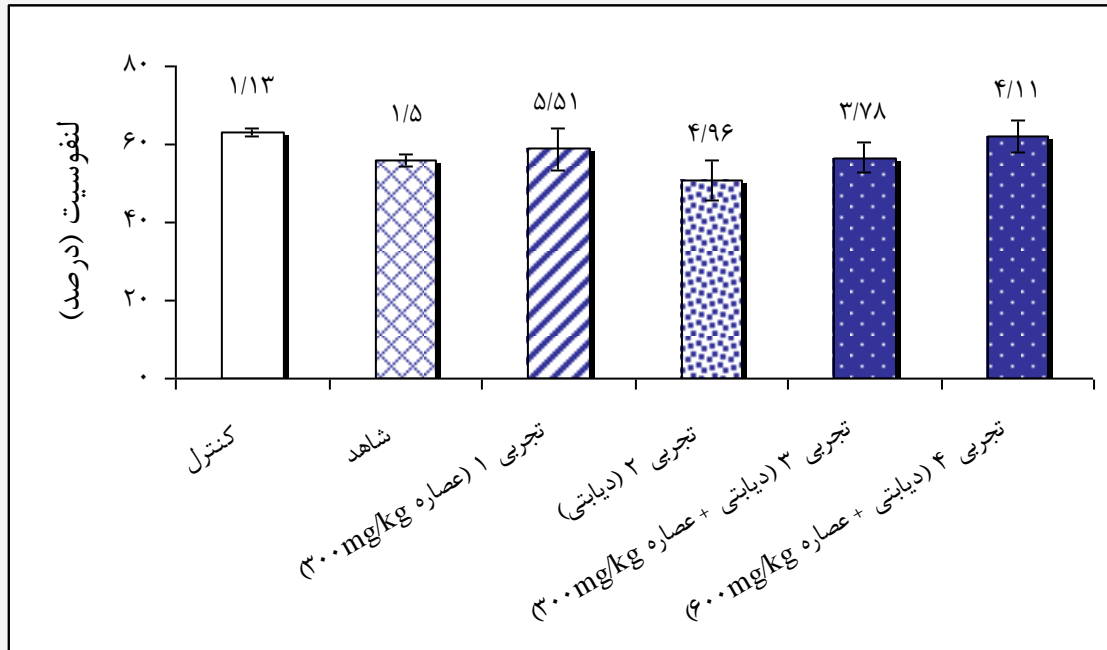 لنفوسیت (درصد)
۸۰
۶۰
۴۰
۲۰
۰
۱/۱۳
۱/۵
۵/۵۱
۴/۹۶
۳/۷۸
۴/۱۱
کنترل
شاهد
تجربی ۱ (عصاره ۳۰۰mg/kg)
تجربی ۲ (دیابتی)
تجربی ۳ (دیابتی + عصاره ۳۰۰mg/kg)
تجربی ۴ (دیابتی + عصاره ۶۰۰mg/kg)